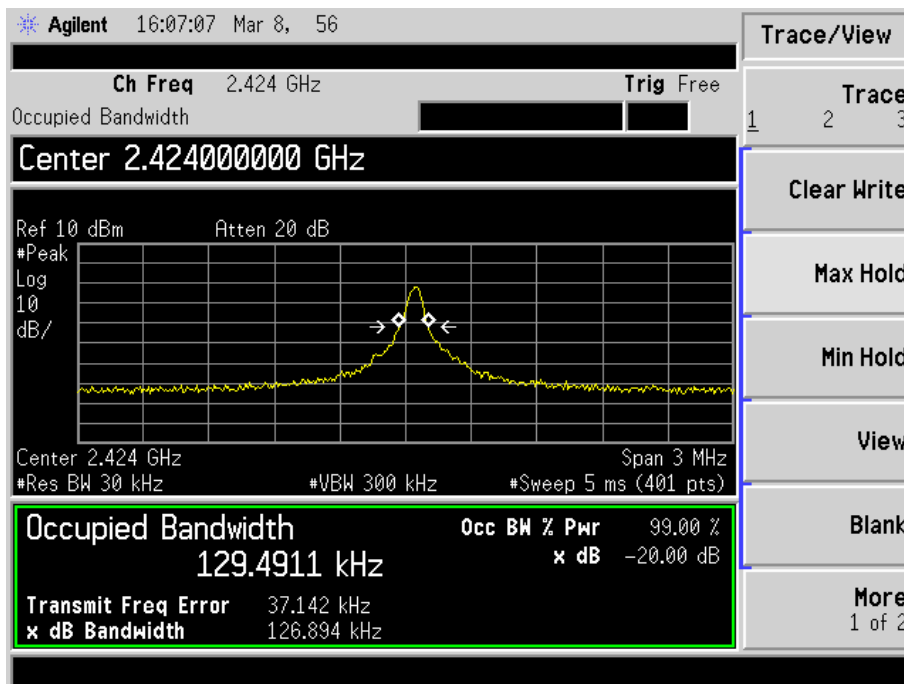 Agilent 16:07:07 Mar 8, 56
Ch Freq 2.424 GHz Trig Free
Occupied Bandwidth
Center 2.424000000 GHz
Ref 10 dBm Atten 20 dB
#Peak
Log
10
dB/
Center 2.424 GHz Span 3 MHz
#Res BW 30 kHz #VBW 300 kHz #Sweep 5 ms (401 pts)
Occupied Bandwidth
129.4911 kHz
Occ BW % Pwr 99.00 %
x dB -20.00 dB
Transmit Freq Error 37.142 kHz
x dB Bandwidth 126.894 kHz
Trace/View
Trace
1 2 3
Clear Write
Max Hold
Min Hold
View
Blank
More
1 of 2